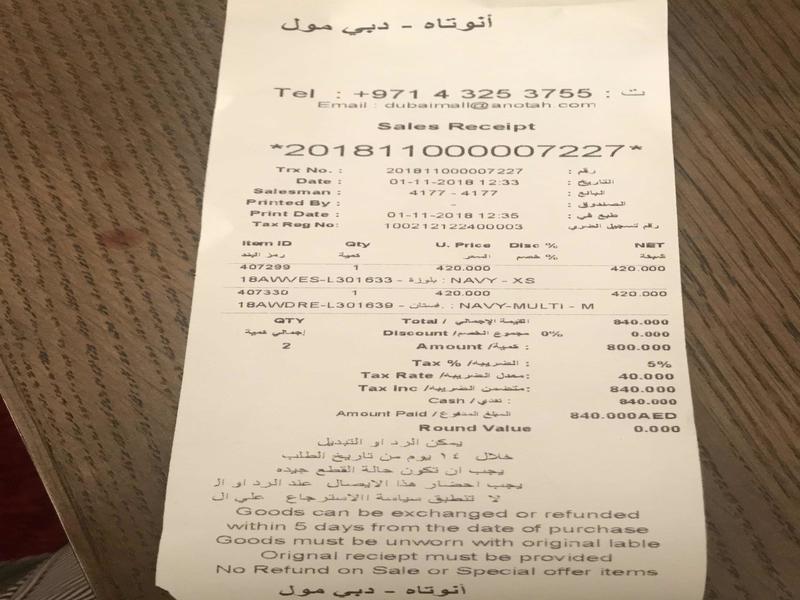 أنوتاه - دبي مول
Tel : +971 4 325 3755 : ت
Email : dubaimall@anotah.com
Sales Receipt
*201811000007227*
Trx No. : 201811000007227 : رقم
Date : 01-11-2018 12:33 : التاريخ
Salesman : 4177 - 4177 : البائع
Printed By : - : الصندوق
Print Date : 01-11-2018 12:35 : طبع في
Tax Reg No: 100212122400003 رقم تسجيل الضري
Item ID Qty U. Price Disc % NET
رمز البند كمية السعر خصم %
407299 1 420.000 420.000
18AWVES-L301633 - بلوزة : NAVY - XS
407330 1 420.000 420.000
18AWDRE-L301639 - فستان : NAVY-MULTI - M
QTY Total / القيمة الإجمالي : 840.000
إجمالي كمية Discount/مجموع الخصم: 0% 0.000
2 Amount /كمية : 800.000
Tax % /الضريبه : 5%
Tax Rate /معدل الضريبه: 40.000
Tax Inc /متضمن الضريبه: 840.000
Cash / نقدي : 840.000
Amount Paid / المبلغ المدفوع 840.000AED
Round Value 0.000
يمكن الرد او التبديل
خلال ١٤ يوم من تاريخ الطلب
يجب ان تكون حالة القطع جيده
يجب احضار هذا الايصال عند الرد او ال
لا تنطبق سياسة الاسترجاع علي ال
Goods can be exchanged or refunded
within 5 days from the date of purchase
Goods must be unworn with original lable
Orignal reciept must be provided
No Refund on Sale or Special offer items
أنوتاه - دبي مول